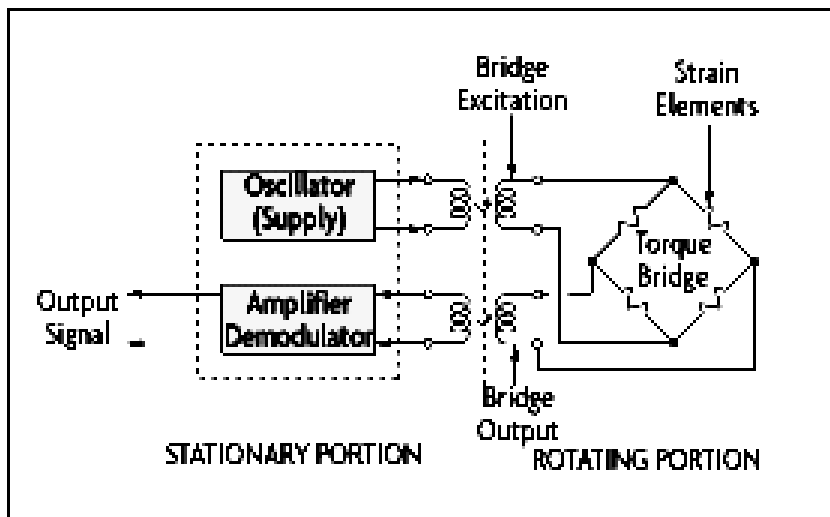 Bridge
Excitation
Strain
Elements
Oscillator
(Supply)
Torque
Bridge
Output
Signal
Amplifier
Demodulator
Bridge
Output
STATIONARY PORTION
ROTATING PORTION